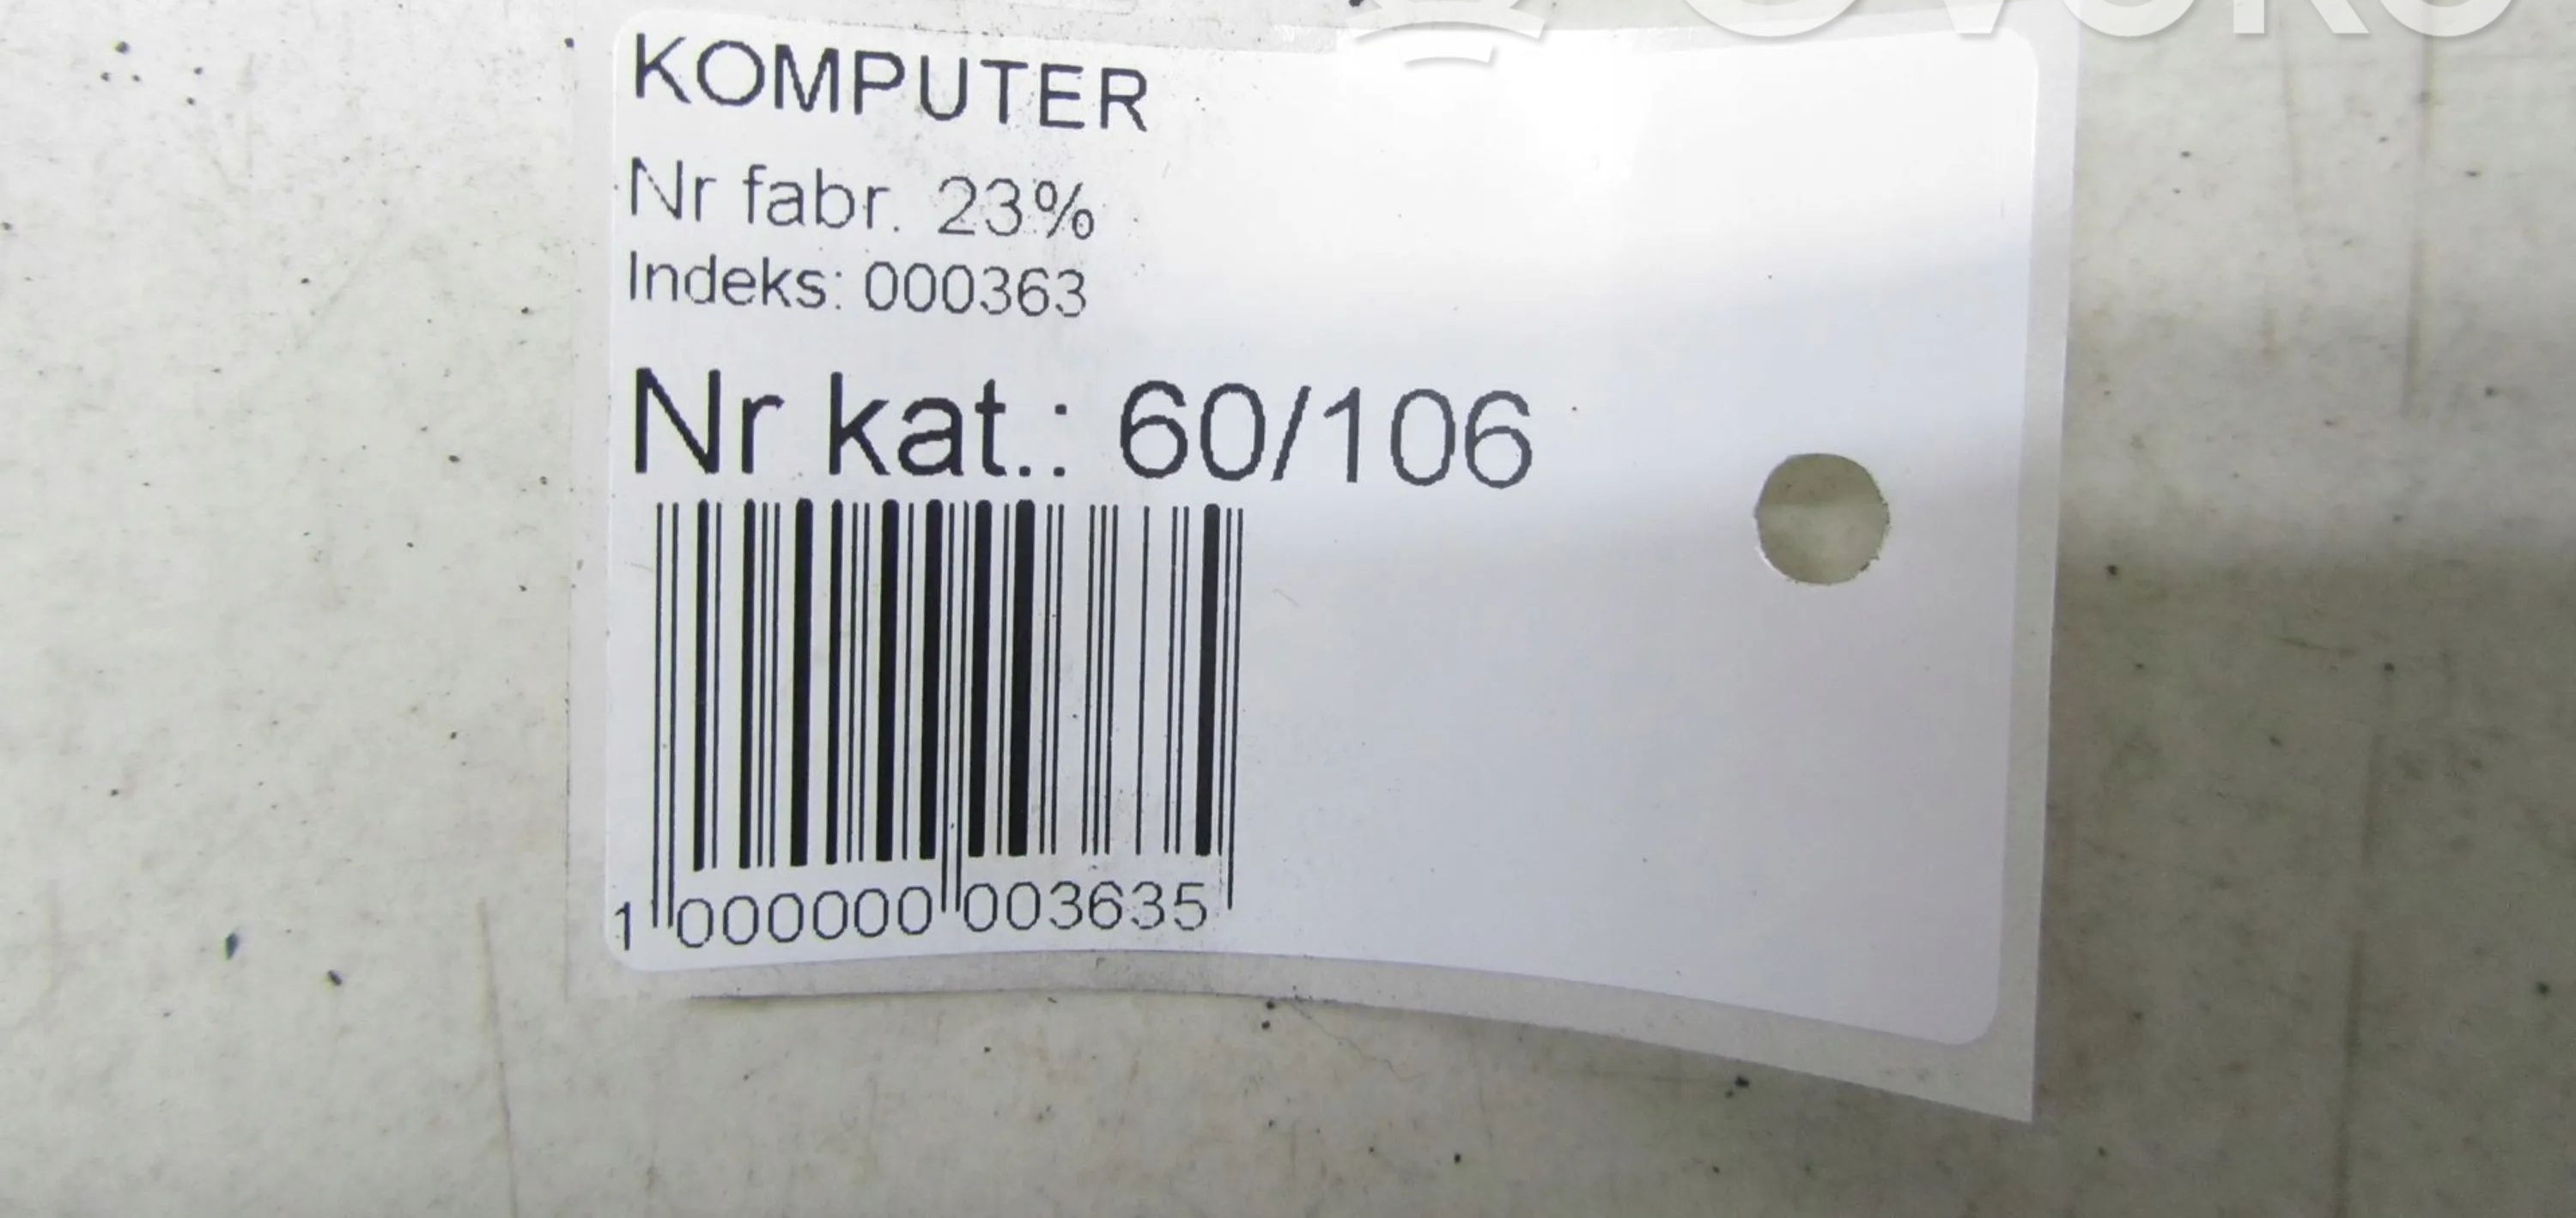 KOMPUTER
Nr fabr. 23%
Indeks: 000363
Nr kat.: 60/106
1 000000 003635